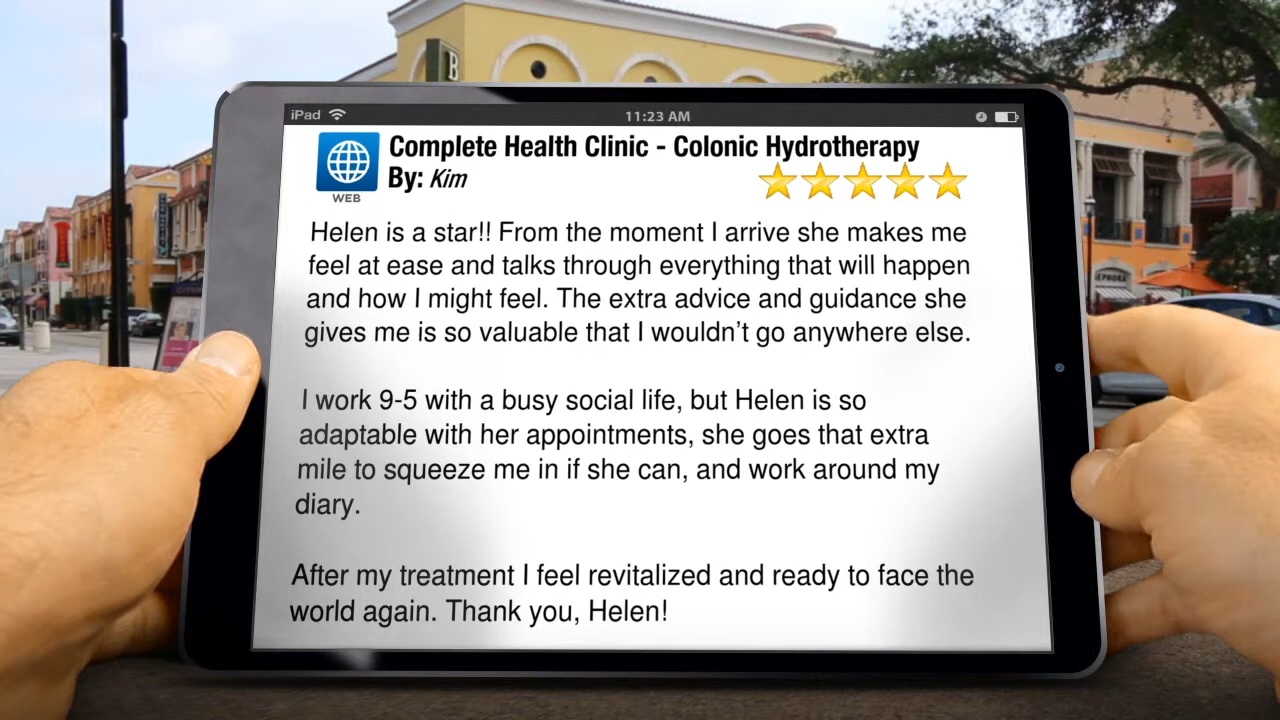 iPad
11:23 AM
Complete Health Clinic - Colonic Hydrotherapy
By: Kim
WEB
Helen is a star!! From the moment I arrive she makes me
feel at ease and talks through everything that will happen
and how I might feel. The extra advice and guidance she
gives me is so valuable that I wouldn't go anywhere else.
I work 9-5 with a busy social life, but Helen is so
adaptable with her appointments, she goes that extra
mile to squeeze me in if she can, and work around my
diary.
After my treatment I feel revitalized and ready to face the
world again. Thank you, Helen!
B
SEPHORA